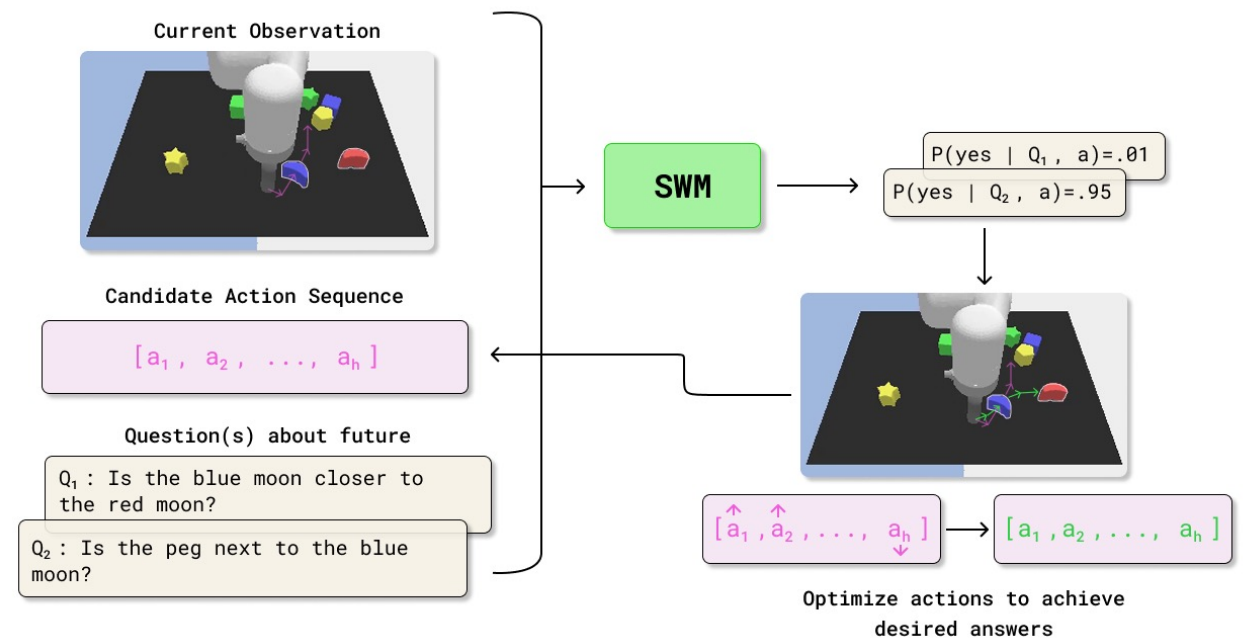 Current Observation
Candidate Action Sequence
[a₁, a₂, ..., aₕ]
Question(s) about future
Q₁: Is the blue moon closer to
the red moon?
Q₂: Is the peg next to the blue
moon?
SWM
P(yes | Q₁, a)=.01
P(yes | Q₂, a)=.95
[a₁,a₂,..., aₕ]
[a₁,a₂,..., aₕ]
Optimize actions to achieve
desired answers